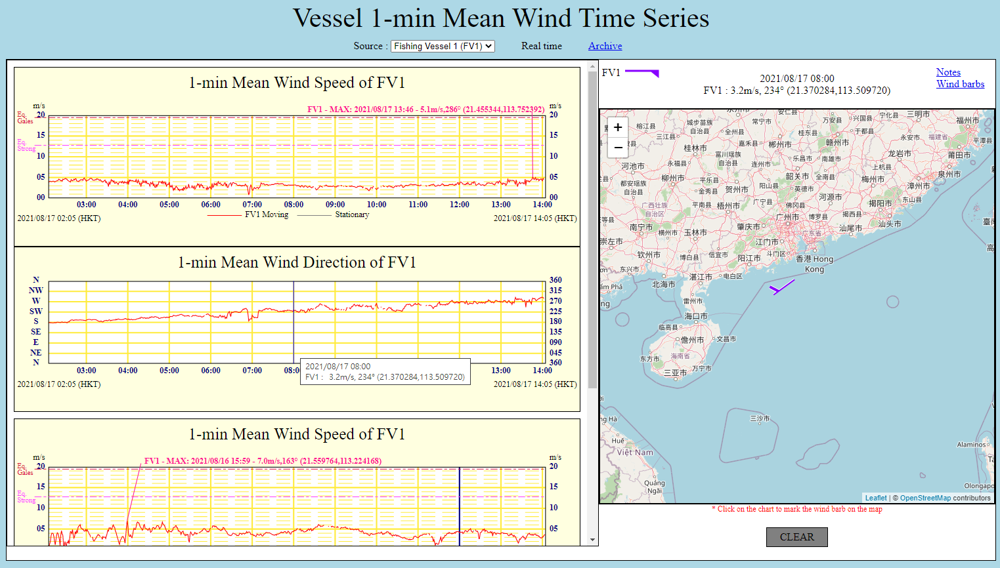 Vessel 1-min Mean Wind Time Series
Source : Fishing Vessel 1 (FV1) Real time Archive
1-min Mean Wind Speed of FV1
m/s
FV1 - MAX: 2021/08/17 13:46 - 5.1m/s,286° (21.455344,113.752392)
m/s
Eq.
Gales
20
20
15
15
Eq.
Strong
10
10
05
05
00
00
03:00 04:00 05:00 06:00 07:00 08:00 09:00 10:00 11:00 12:00 13:00 14:00
FV1 Moving Stationary
2021/08/17 02:05 (HKT) 2021/08/17 14:05 (HKT)
1-min Mean Wind Direction of FV1
N 360
NW 315
W 270
SW 225
S 180
SE 135
E 090
NE 045
N 360
03:00 04:00 05:00 06:00 07:00 08:0 13:00 14:00
2021/08/17 08:00
FV1 : 3.2m/s, 234° (21.370284,113.509720)
2021/08/17 02:05 (HKT) 2021/08/17 14:05 (HKT)
1-min Mean Wind Speed of FV1
m/s
FV1 - MAX: 2021/08/16 15:59 - 7.0m/s,163° (21.559764,113.224168)
m/s
Eq.
Gales
20
20
15
15
Eq.
Strong
10
10
05
05
FV1
2021/08/17 08:00
FV1 : 3.2m/s, 234° (21.370284,113.509720)
Notes
Wind barbs
+
−
榕江县
城步苗族
自治县
常宁市
安仁县
万安县
兴国县
宁化县
三明市
福州市
三江县
全州县
桂东县
于都县
永安市
福建省
平潭县
桂林市
嘉禾县
郴州市
赣州市
龙岩市
莆田市
富川瑶族
自治县
永福县
连州市
乐昌市
南雄市
上杭县
泉州市
河池市
柳州市
平乐县
韶关市
全南县
梅州市
漳州市
都安瑶族
自治县
金秀县
贺州市
阳山县
英德市
河源市
东山县
广西壮族
自治区
平南县
梧州市
广宁县
佛冈县
揭阳市
广州市
博罗县
揭西县
汕头市
南宁市
横州市
玉林市
肇庆市
广东省
汕尾市
崇左市
江门市
钦州市
博白县
信宜市
阳江市
斗门区
香港 Hong
Kong
东兴市
北海市
湛江市
电白区
雷州市
海口市
临高县
儋州市
文昌市
东方市
海南省
万宁市
三亚市
三沙市
Huế
Việt Nam
Quảng
Ngãi
Alaminos
Olongapo
Leaflet | © OpenStreetMap contributors
* Click on the chart to mark the wind barb on the map
CLEAR